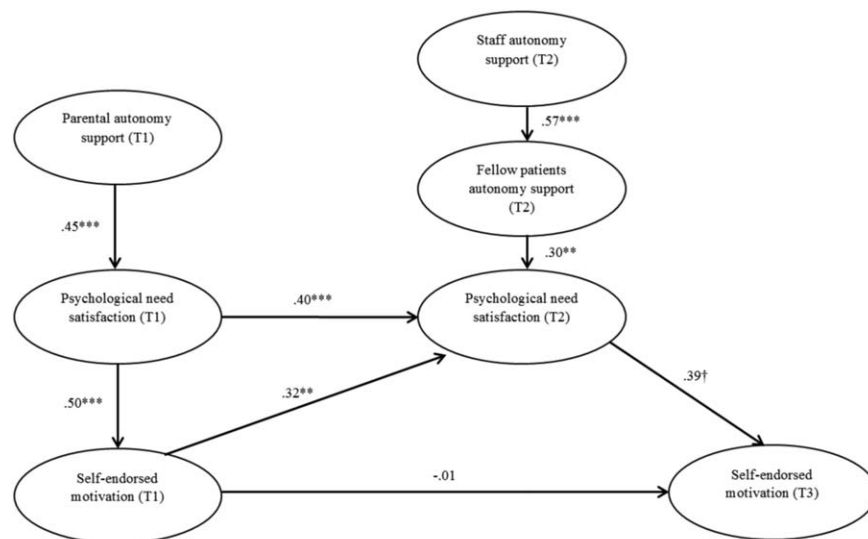 Staff autonomy
support (T2)
Parental autonomy
support (T1)
.57***
Fellow patients
autonomy support
(T2)
.45***
.30**
Psychological need
satisfaction (T1)
.40***
Psychological need
satisfaction (T2)
.39†
.50***
.32**
Self-endorsed
motivation (T1)
-.01
Self-endorsed
motivation (T3)